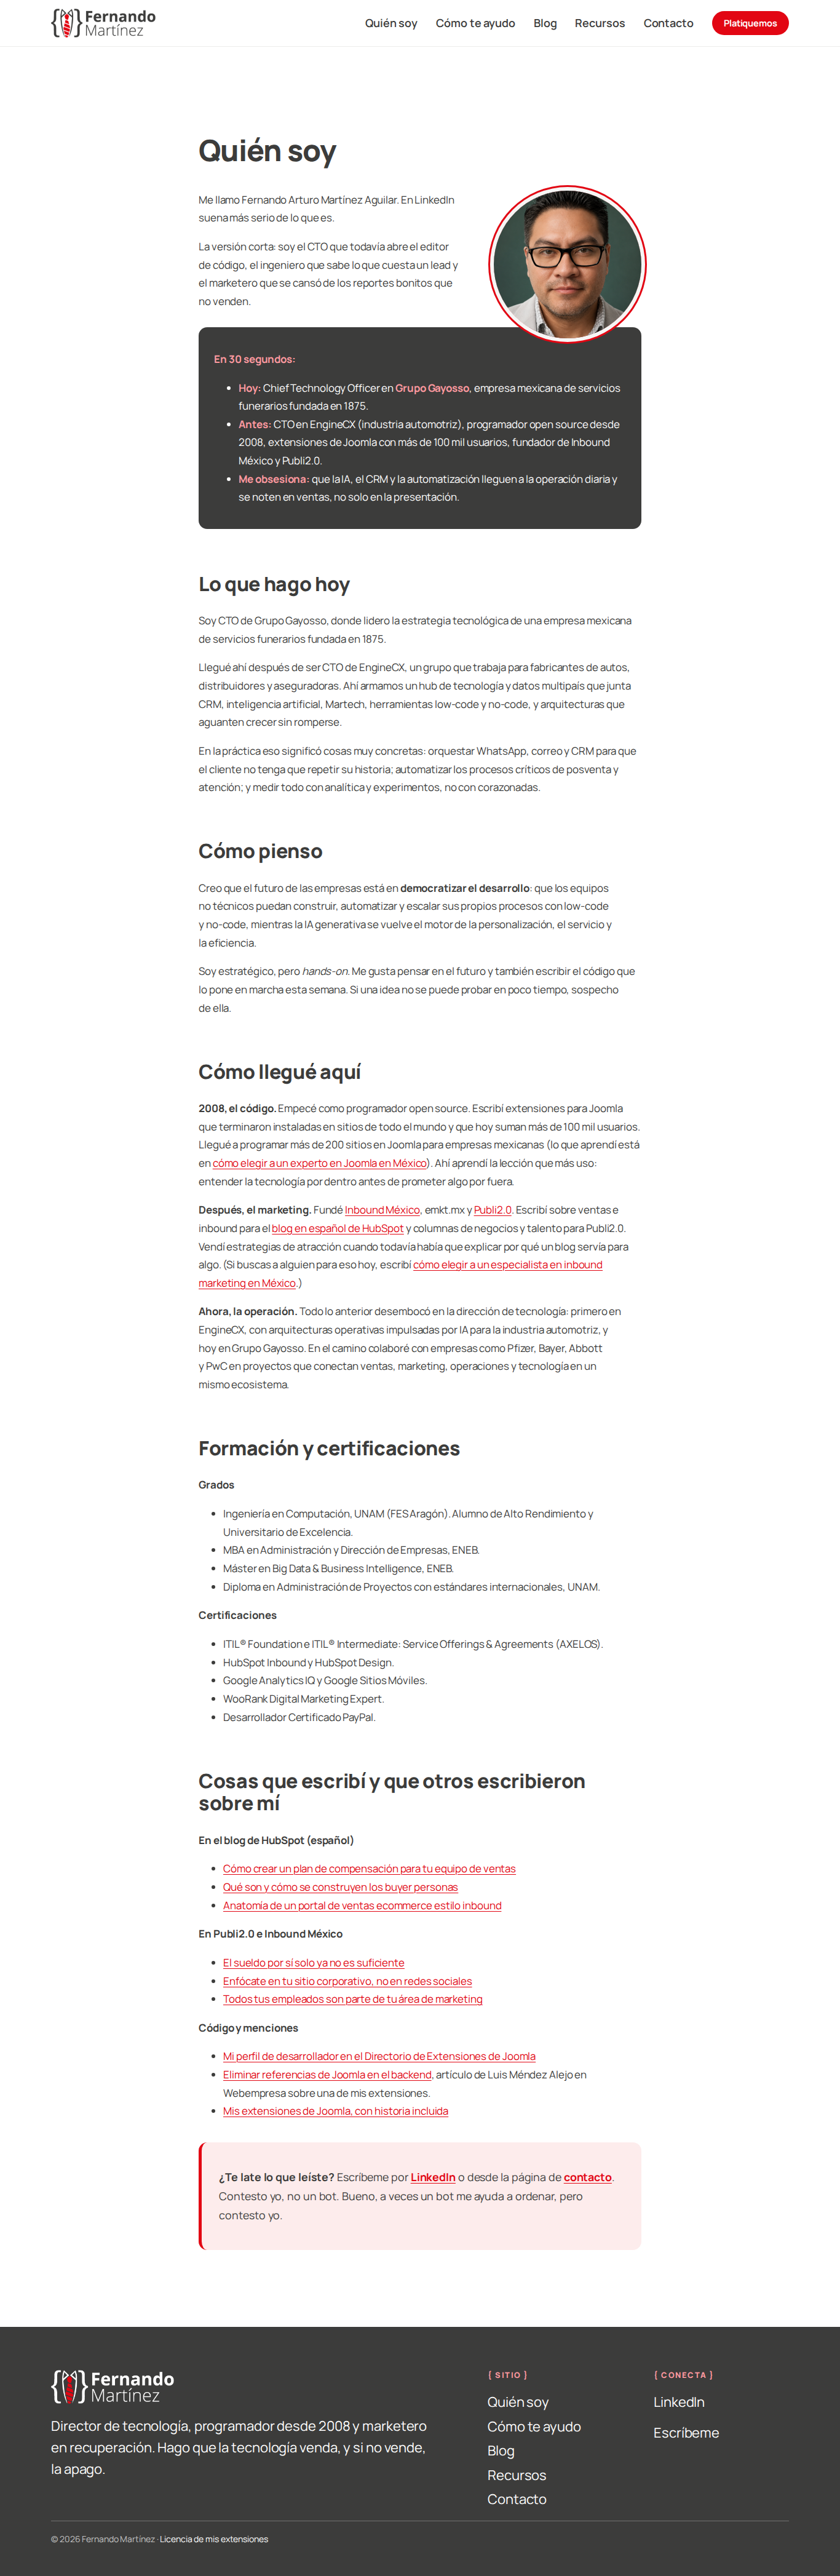 Fernando
Martínez
Quién soy
Cómo te ayudo
Blog
Recursos
Contacto
Platiquemos
Quién soy
Me llamo Fernando Arturo Martínez Aguilar. En LinkedIn
suena más serio de lo que es.
La versión corta: soy el CTO que todavía abre el editor
de código, el ingeniero que sabe lo que cuesta un lead y
el marketero que se cansó de los reportes bonitos que
no venden.
En 30 segundos:
Hoy: Chief Technology Officer en Grupo Gayosso, empresa mexicana de servicios
funerarios fundada en 1875.
Antes: CTO en EngineCX (industria automotriz), programador open source desde
2008, extensiones de Joomla con más de 100 mil usuarios, fundador de Inbound
México y Publi2.0.
Me obsesiona: que la IA, el CRM y la automatización lleguen a la operación diaria y
se noten en ventas, no solo en la presentación.
Lo que hago hoy
Soy CTO de Grupo Gayosso, donde lidero la estrategia tecnológica de una empresa mexicana
de servicios funerarios fundada en 1875.
Llegué ahí después de ser CTO de EngineCX, un grupo que trabaja para fabricantes de autos,
distribuidores y aseguradoras. Ahí armamos un hub de tecnología y datos multipaís que junta
CRM, inteligencia artificial, Martech, herramientas low-code y no-code, y arquitecturas que
aguanten crecer sin romperse.
En la práctica eso significó cosas muy concretas: orquestar WhatsApp, correo y CRM para que
el cliente no tenga que repetir su historia; automatizar los procesos críticos de posventa y
atención; y medir todo con analítica y experimentos, no con corazonadas.
Cómo pienso
Creo que el futuro de las empresas está en democratizar el desarrollo: que los equipos
no técnicos puedan construir, automatizar y escalar sus propios procesos con low-code
y no-code, mientras la IA generativa se vuelve el motor de la personalización, el servicio y
la eficiencia.
Soy estratégico, pero hands-on. Me gusta pensar en el futuro y también escribir el código que
lo pone en marcha esta semana. Si una idea no se puede probar en poco tiempo, sospecho
de ella.
Cómo llegué aquí
2008, el código. Empecé como programador open source. Escribí extensiones para Joomla
que terminaron instaladas en sitios de todo el mundo y que hoy suman más de 100 mil usuarios.
Llegué a programar más de 200 sitios en Joomla para empresas mexicanas (lo que aprendí está
en cómo elegir a un experto en Joomla en México). Ahí aprendí la lección que más uso:
entender la tecnología por dentro antes de prometer algo por fuera.
Después, el marketing. Fundé Inbound México, emkt.mx y Publi2.0. Escribí sobre ventas e
inbound para el blog en español de HubSpot y columnas de negocios y talento para Publi2.0.
Vendí estrategias de atracción cuando todavía había que explicar por qué un blog servía para
algo. (Si buscas a alguien para eso hoy, escribí cómo elegir a un especialista en inbound
marketing en México.)
Ahora, la operación. Todo lo anterior desembocó en la dirección de tecnología: primero en
EngineCX, con arquitecturas operativas impulsadas por IA para la industria automotriz, y
hoy en Grupo Gayosso. En el camino colaboré con empresas como Pfizer, Bayer, Abbott
y PwC en proyectos que conectan ventas, marketing, operaciones y tecnología en un
mismo ecosistema.
Formación y certificaciones
Grados
Ingeniería en Computación, UNAM (FES Aragón). Alumno de Alto Rendimiento y
Universitario de Excelencia.
MBA en Administración y Dirección de Empresas, ENEB.
Máster en Big Data & Business Intelligence, ENEB.
Diploma en Administración de Proyectos con estándares internacionales, UNAM.
Certificaciones
ITIL® Foundation e ITIL® Intermediate: Service Offerings & Agreements (AXELOS).
HubSpot Inbound y HubSpot Design.
Google Analytics IQ y Google Sitios Móviles.
WooRank Digital Marketing Expert.
Desarrollador Certificado PayPal.
Cosas que escribí y que otros escribieron
sobre mí
En el blog de HubSpot (español)
Cómo crear un plan de compensación para tu equipo de ventas
Qué son y cómo se construyen los buyer personas
Anatomía de un portal de ventas ecommerce estilo inbound
En Publi2.0 e Inbound México
El sueldo por sí solo ya no es suficiente
Enfócate en tu sitio corporativo, no en redes sociales
Todos tus empleados son parte de tu área de marketing
Código y menciones
Mi perfil de desarrollador en el Directorio de Extensiones de Joomla
Eliminar referencias de Joomla en el backend, artículo de Luis Méndez Alejo en
Webempresa sobre una de mis extensiones.
Mis extensiones de Joomla, con historia incluida
¿Te late lo que leíste? Escríbeme por LinkedIn o desde la página de contacto.
Contesto yo, no un bot. Bueno, a veces un bot me ayuda a ordenar, pero
contesto yo.
Fernando
Martínez
Director de tecnología, programador desde 2008 y marketero
en recuperación. Hago que la tecnología venda, y si no vende,
la apago.
{ SITIO }
Quién soy
Cómo te ayudo
Blog
Recursos
Contacto
{ CONECTA }
LinkedIn
Escríbeme
© 2026 Fernando Martínez · Licencia de mis extensiones